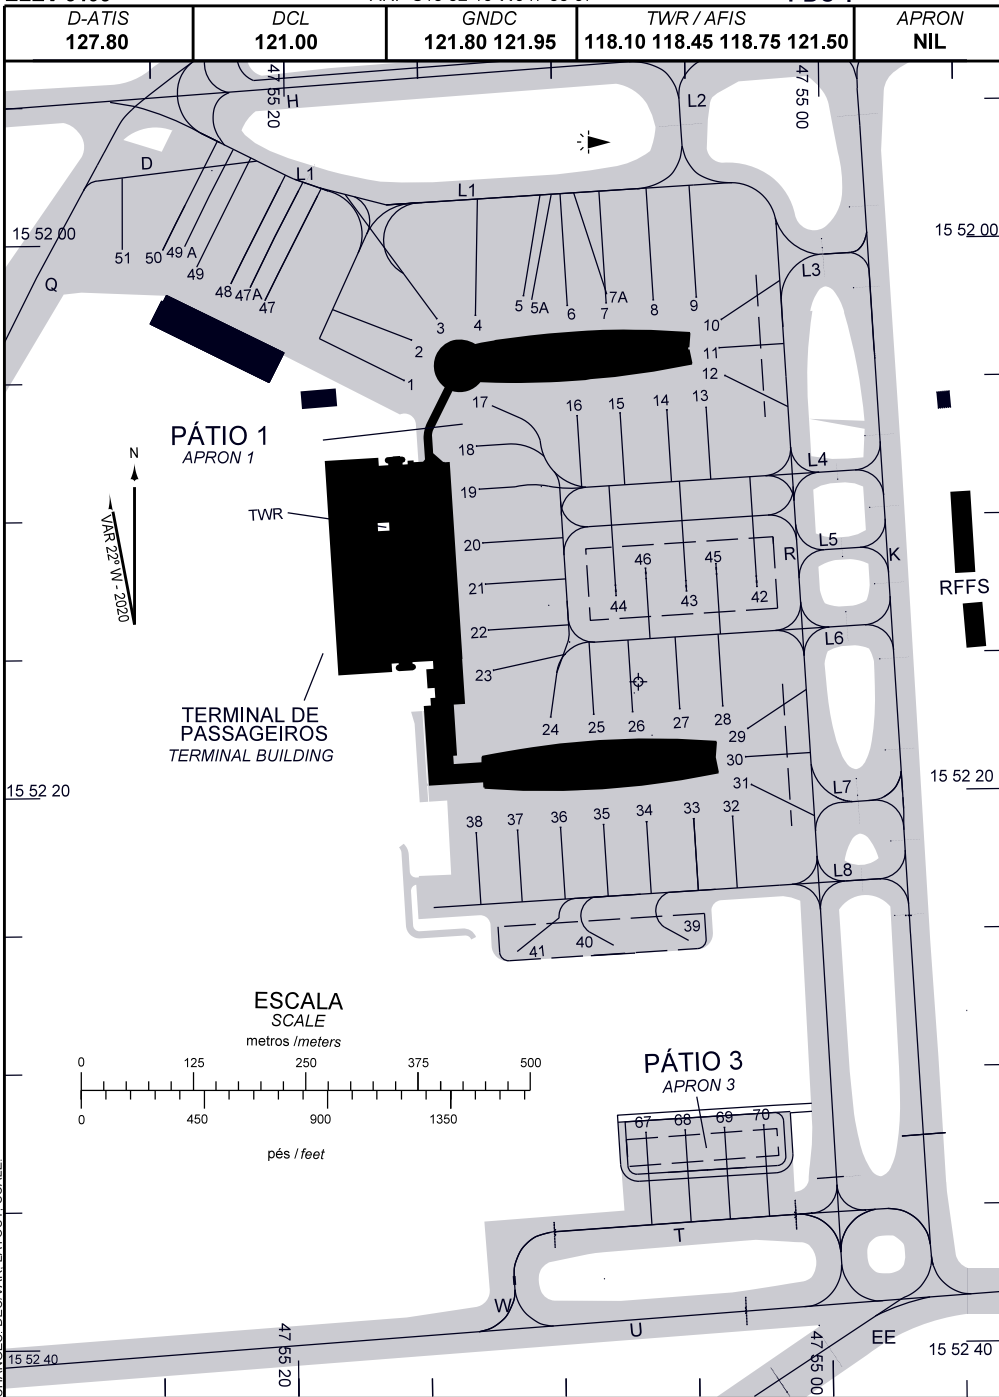 D-ATIS DCL GNDC TWR / AFIS APRON
127.80 121.00 121.80 121.95 118.10 118.45 118.75 121.50 NIL
47 55 20
47 55 00
H
L2
D
L1
L1
15 52 00
15 52 00
51 50 49 A 49 48 47A 47
Q
L3
5 5A 6 7A 7 8 9
10
3 4
2
11
1
12
17 16 15 14 13
PÁTIO 1
APRON 1
18
N
L4
19
TWR
VAR 22° W - 2020
20
46 45 R L5 K
21
44 43 42
RFFS
22
L6
23
24 25 26 27 28
29
TERMINAL DE
PASSAGEIROS
TERMINAL BUILDING
30
31
15 52 20
15 52 20
L7
38 37 36 35 34 33 32
L8
41 40 39
ESCALA
SCALE
metros /meters
0 125 250 375 500
0 450 900 1350
pés / feet
PÁTIO 3
APRON 3
67 68 69 70
T
W
U
EE
15 52 40
15 52 40
47 55 20
47 55 00